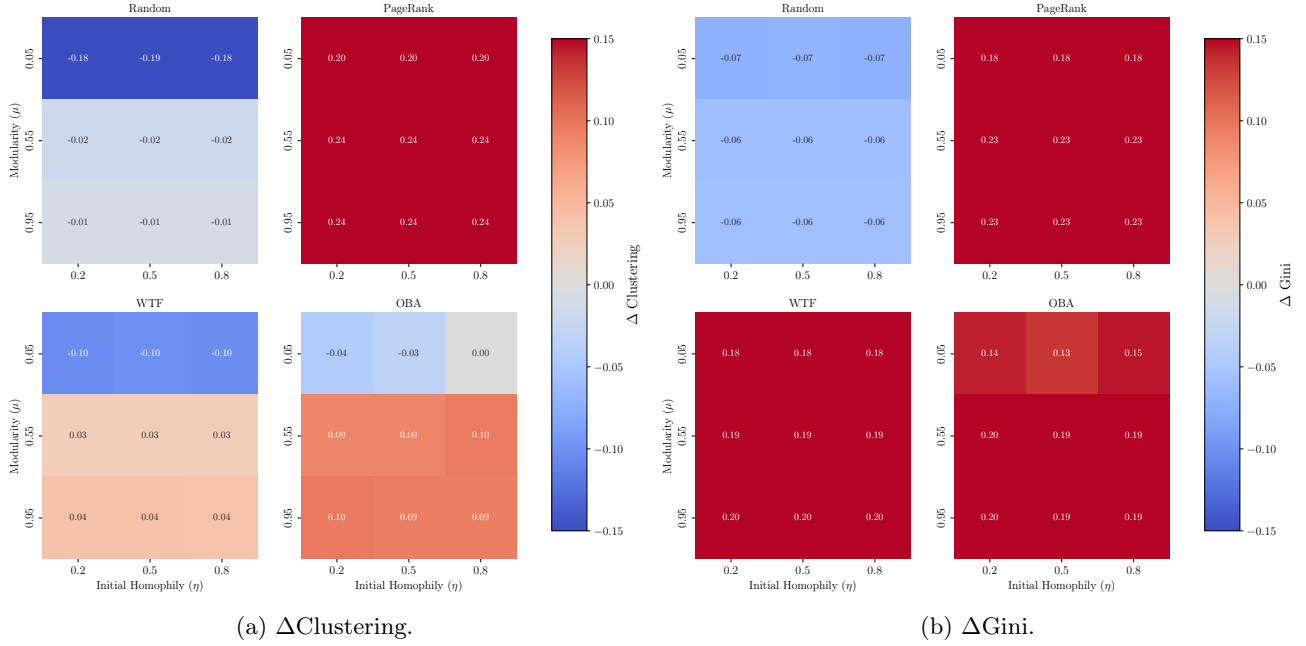 Random
PageRank
0.05
-0.18 -0.19 -0.18
0.20 0.20 0.20
Modularity (μ)
0.55
-0.02 -0.02 -0.02
0.24 0.24 0.24
0.95
-0.01 -0.01 -0.01
0.24 0.24 0.24
0.2 0.5 0.8
0.2 0.5 0.8
WTF
OBA
0.05
-0.10 -0.10 -0.10
-0.04 -0.03 0.00
Modularity (μ)
0.55
0.03 0.03 0.03
0.09 0.09 0.10
0.95
0.04 0.04 0.04
0.10 0.09 0.09
0.2 0.5 0.8
0.2 0.5 0.8
Initial Homophily (η)
Initial Homophily (η)
0.15
0.10
0.05
0.00
−0.05
−0.10
−0.15
Δ Clustering
(a) ΔClustering.
Random
PageRank
0.05
-0.07 -0.07 -0.07
0.18 0.18 0.18
Modularity (μ)
0.55
-0.06 -0.06 -0.06
0.23 0.23 0.23
0.95
-0.06 -0.06 -0.06
0.23 0.23 0.23
0.2 0.5 0.8
0.2 0.5 0.8
WTF
OBA
0.05
0.18 0.18 0.18
0.14 0.13 0.15
Modularity (μ)
0.55
0.19 0.19 0.19
0.20 0.19 0.19
0.95
0.20 0.20 0.20
0.20 0.19 0.19
0.2 0.5 0.8
0.2 0.5 0.8
Initial Homophily (η)
Initial Homophily (η)
0.15
0.10
0.05
0.00
−0.05
−0.10
−0.15
Δ Gini
(b) ΔGini.